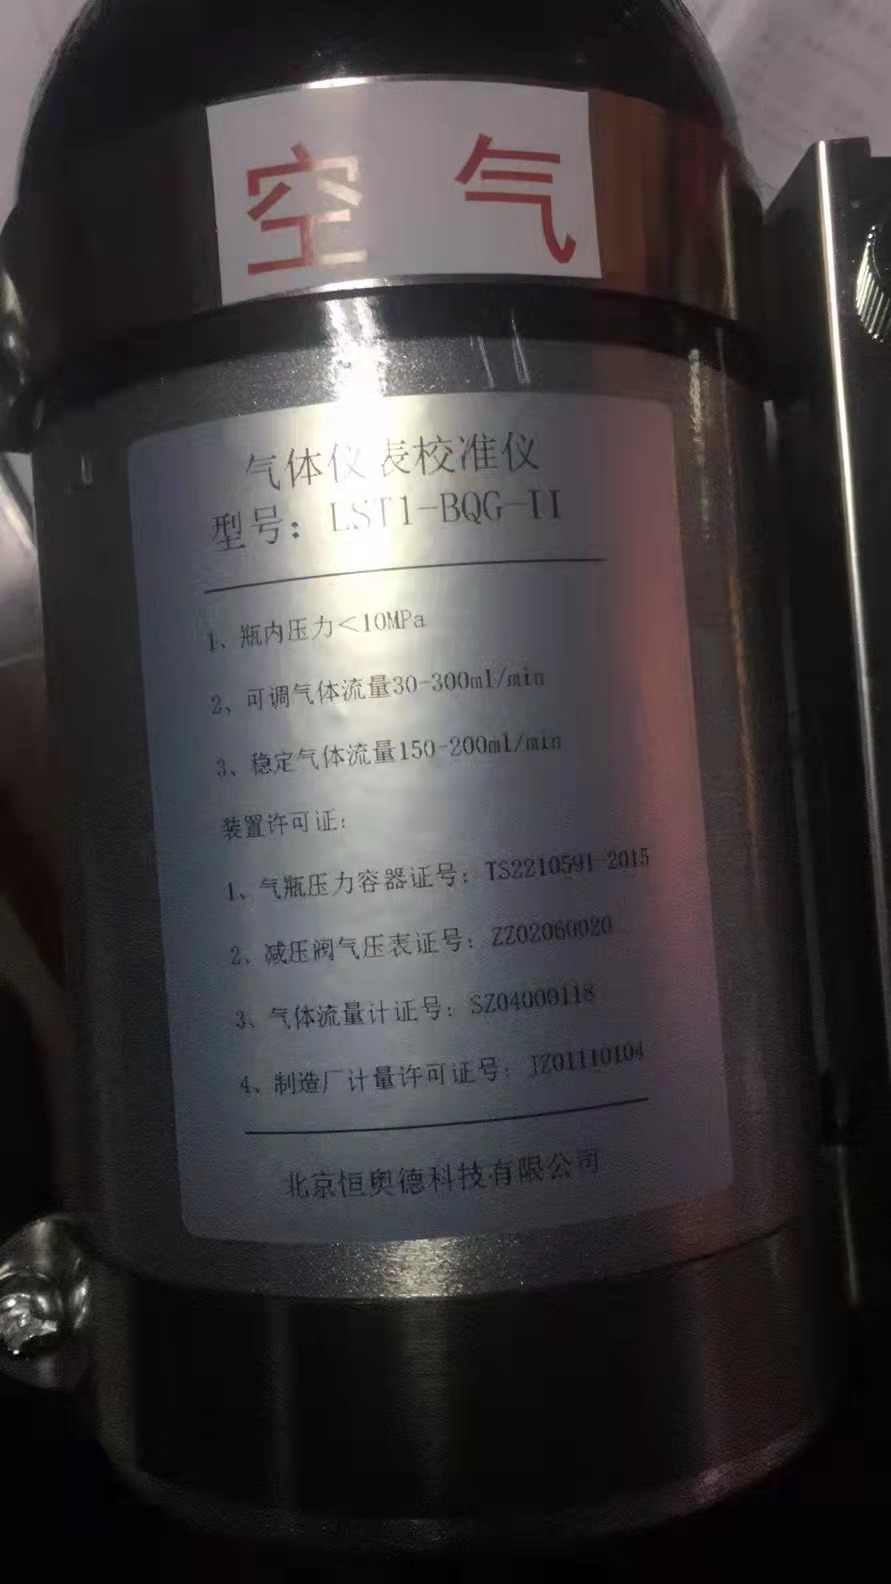 空气
气体仪表校准仪
型号：LST1-BQG-II
1、瓶内压力<10MPa
2、可调气体流量30-300ml/min
3、稳定气体流量150-200ml/min
装置许可证：
1、气瓶压力容器证号：TS2210591-2015
2、减压阀气压表证号：ZZ02060020
3、气体流量计证号：SZ04000118
4、制造厂计量许可证号：JZ01110104
北京恒奥德科技有限公司